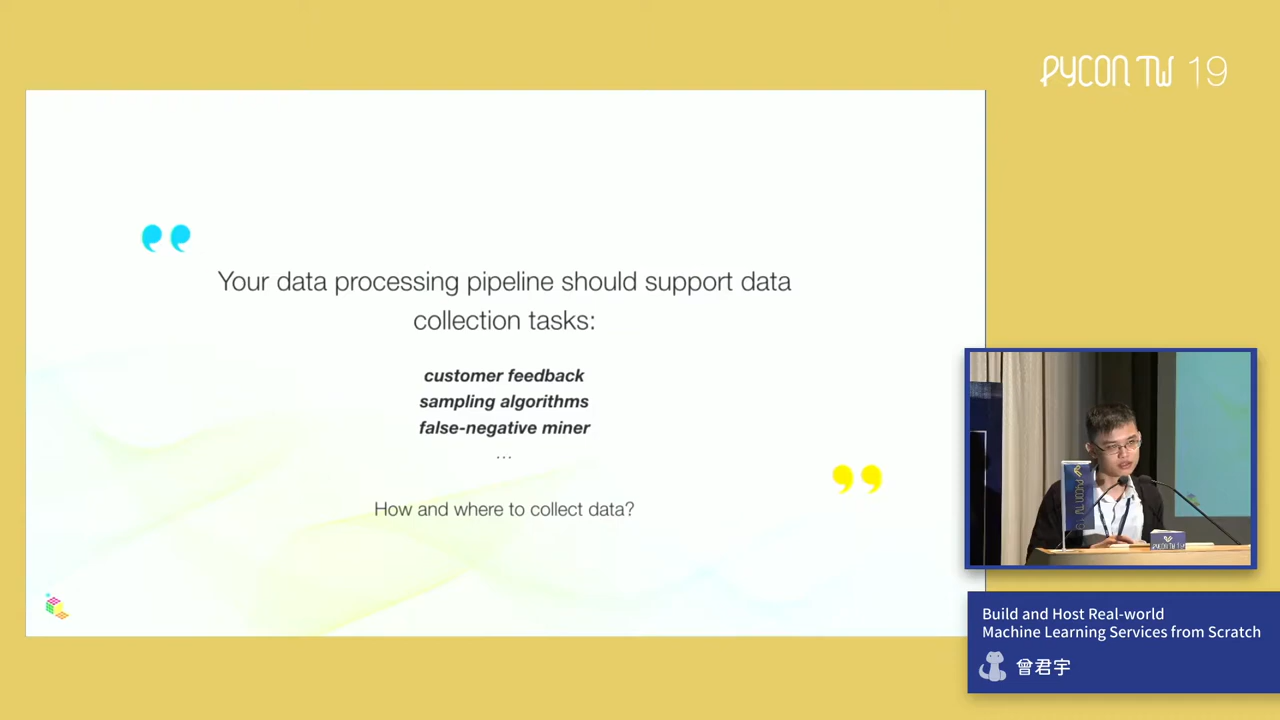 PYCON TW 19
Your data processing pipeline should support data
collection tasks:
customer feedback
sampling algorithms
false-negative miner
...
How and where to collect data?
PYCON TW
Build and Host Real-world
Machine Learning Services from Scratch
曾君宇